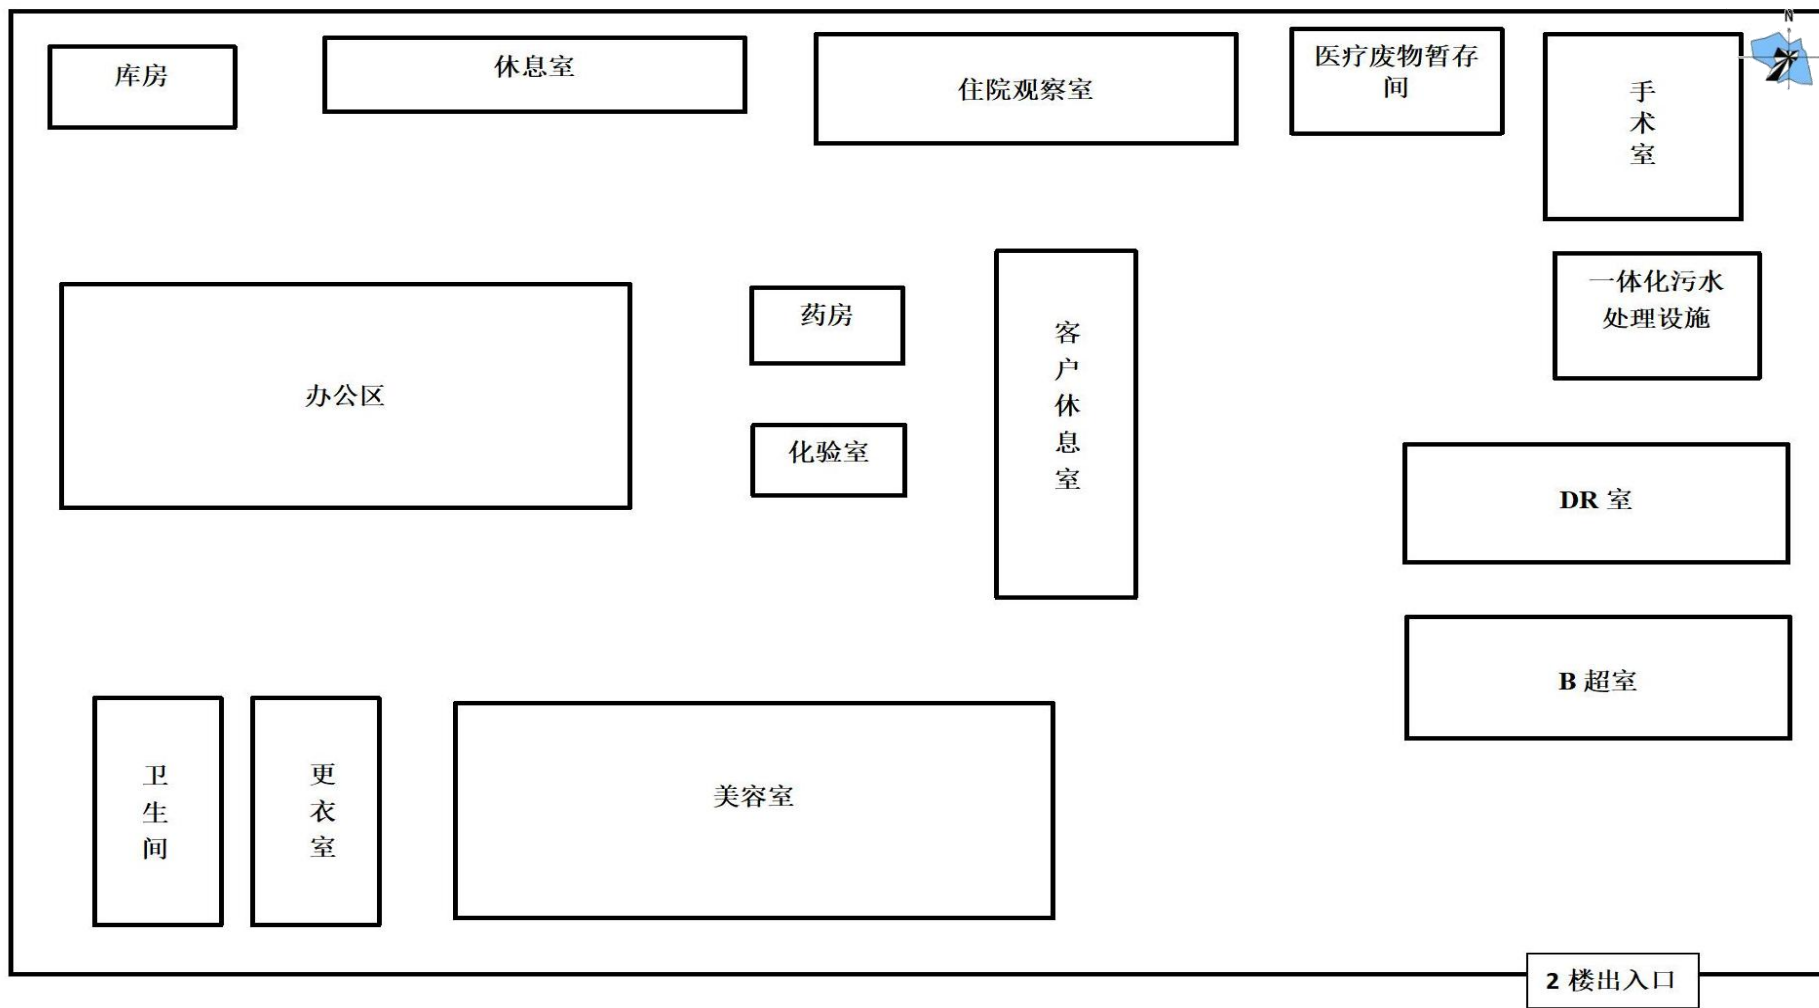 N
库房
休息室
住院观察室
医疗废物暂存
间
手
术
室
一体化污水
处理设施
药房
客
户
休
息
室
办公区
化验室
DR 室
B 超室
卫
生
间
更
衣
室
美容室
2 楼出入口